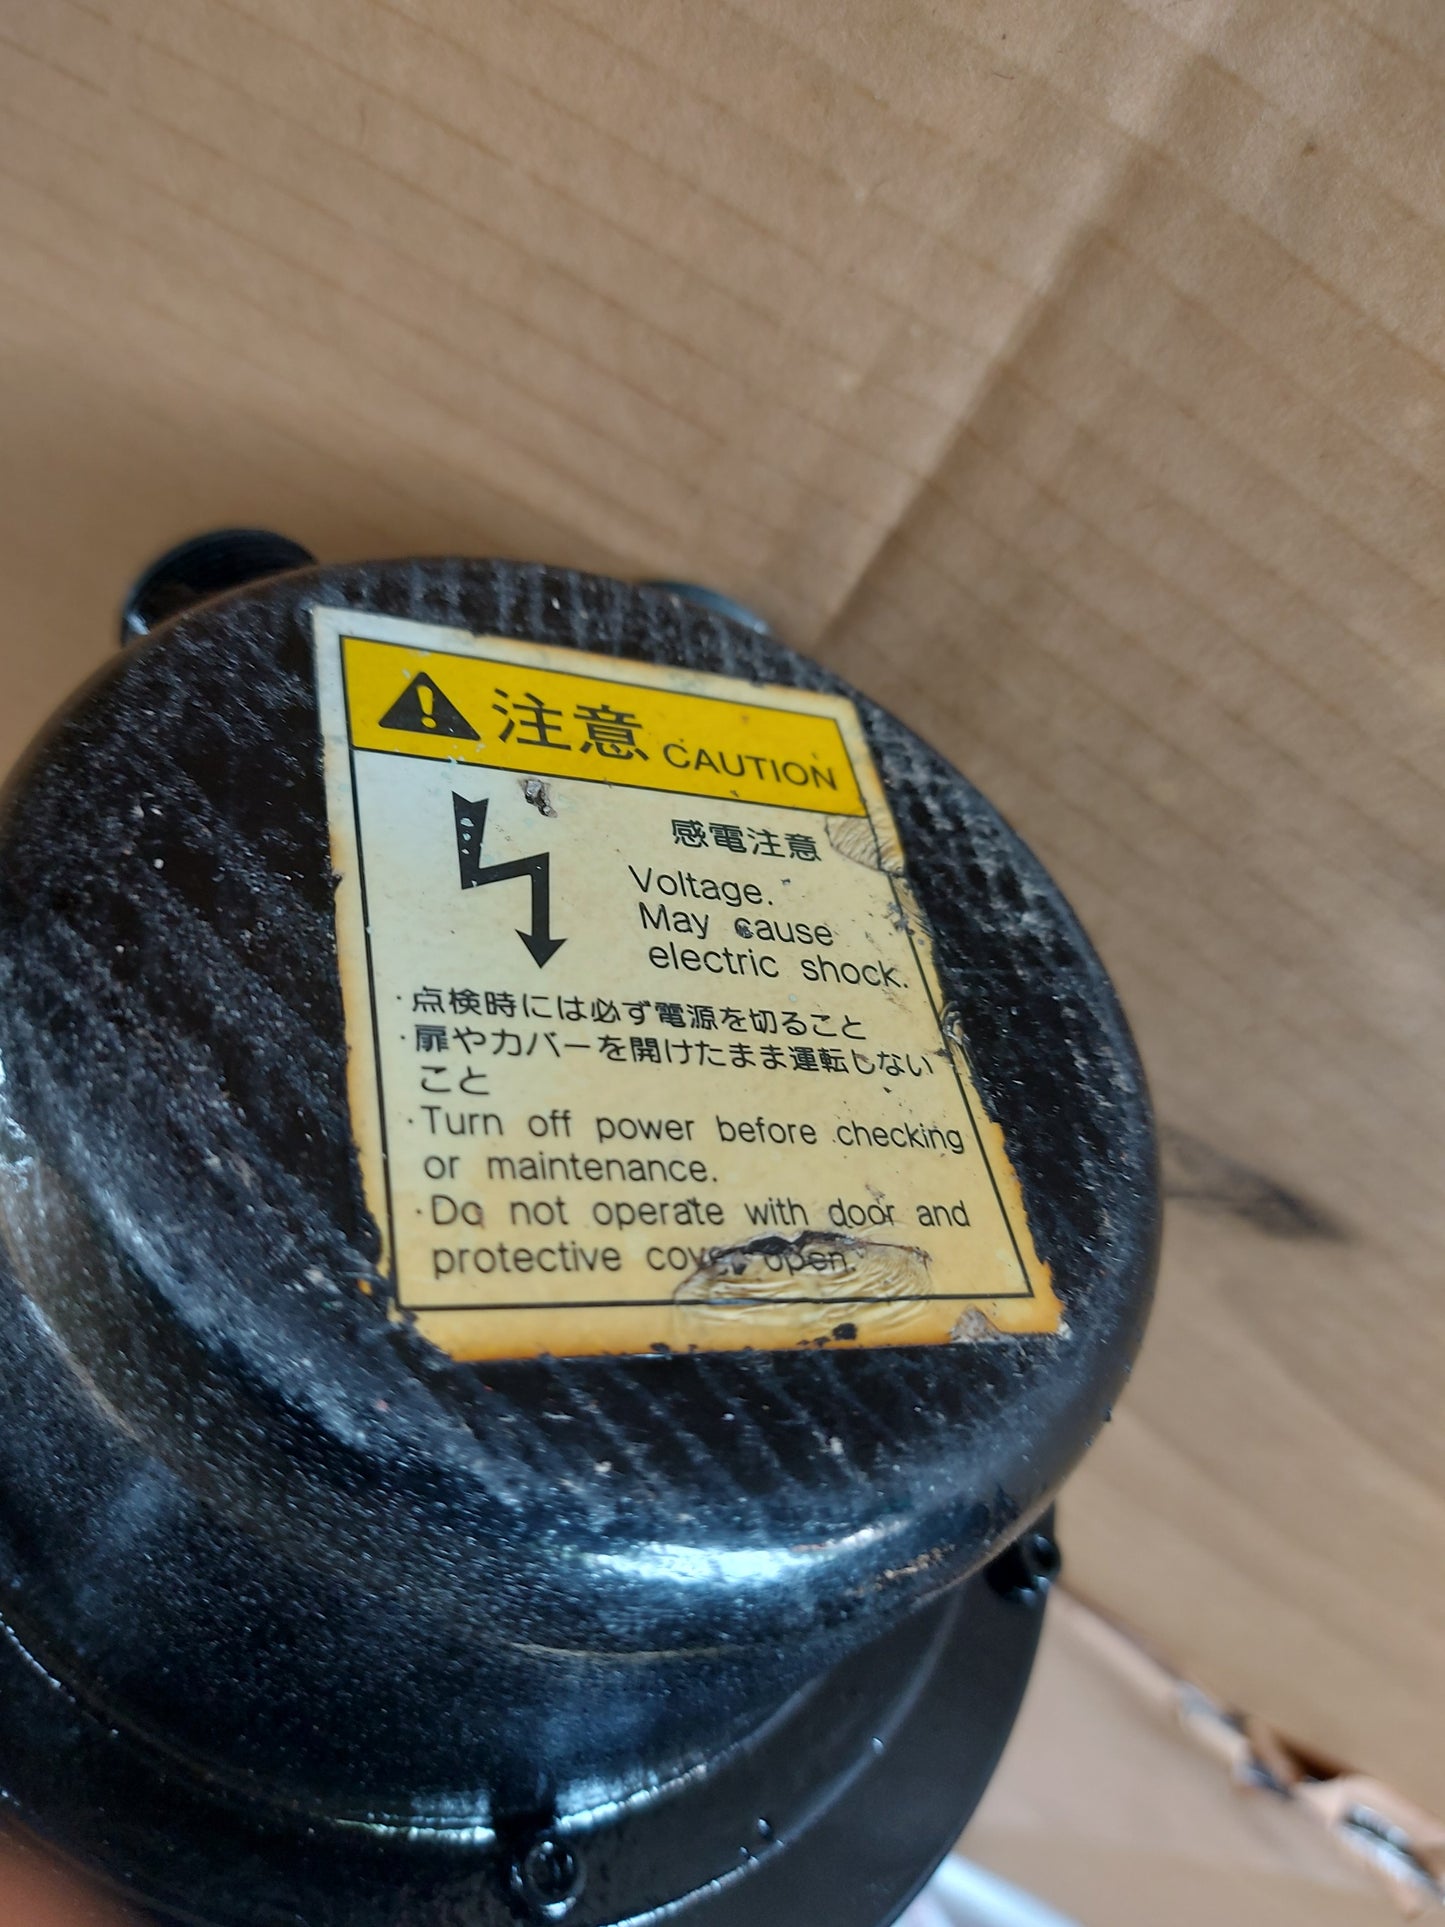 注意 CAUTION
感電注意
Voltage.
May cause
electric shock.
·点検時には必ず電源を切ること
·扉やカバーを開けたまま運転しない
こと
·Turn off power before checking
or maintenance.
·Do not operate with door and
protective cover open.